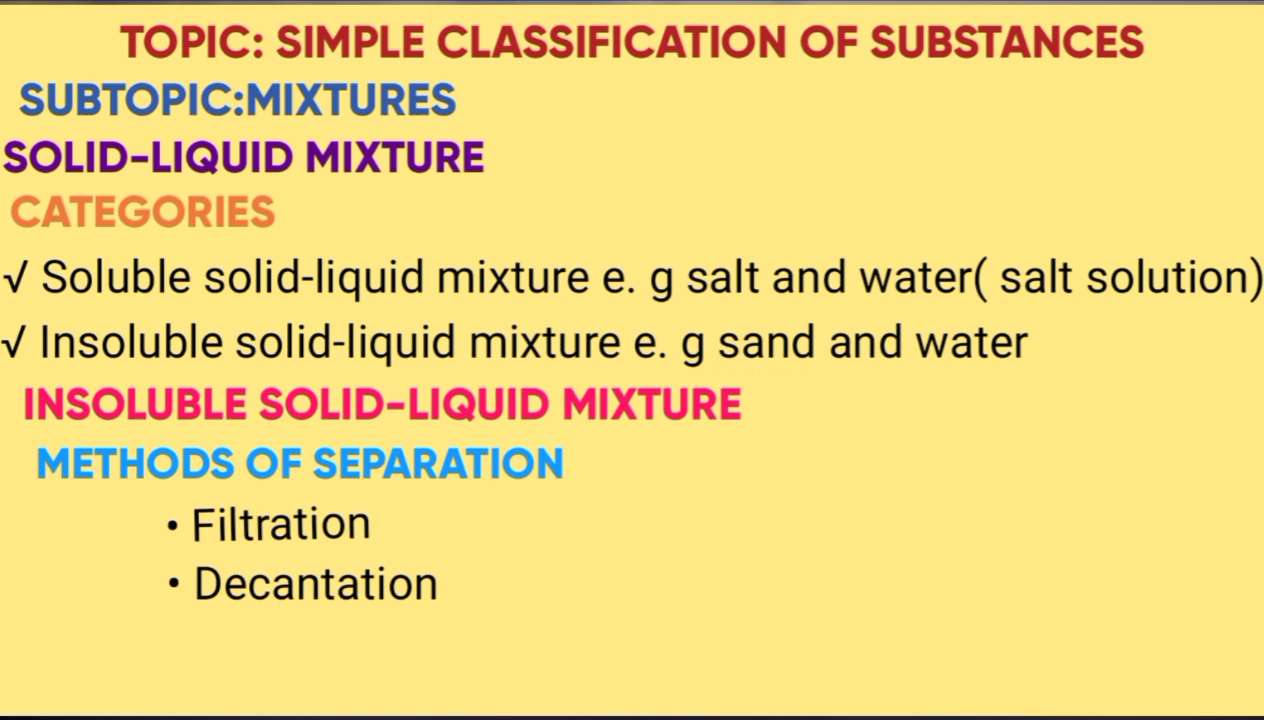 TOPIC: SIMPLE CLASSIFICATION OF SUBSTANCES
SUBTOPIC:MIXTURES
SOLID-LIQUID MIXTURE
CATEGORIES
√ Soluble solid-liquid mixture e. g salt and water( salt solution)
√ Insoluble solid-liquid mixture e. g sand and water
INSOLUBLE SOLID-LIQUID MIXTURE
METHODS OF SEPARATION
• Filtration
• Decantation